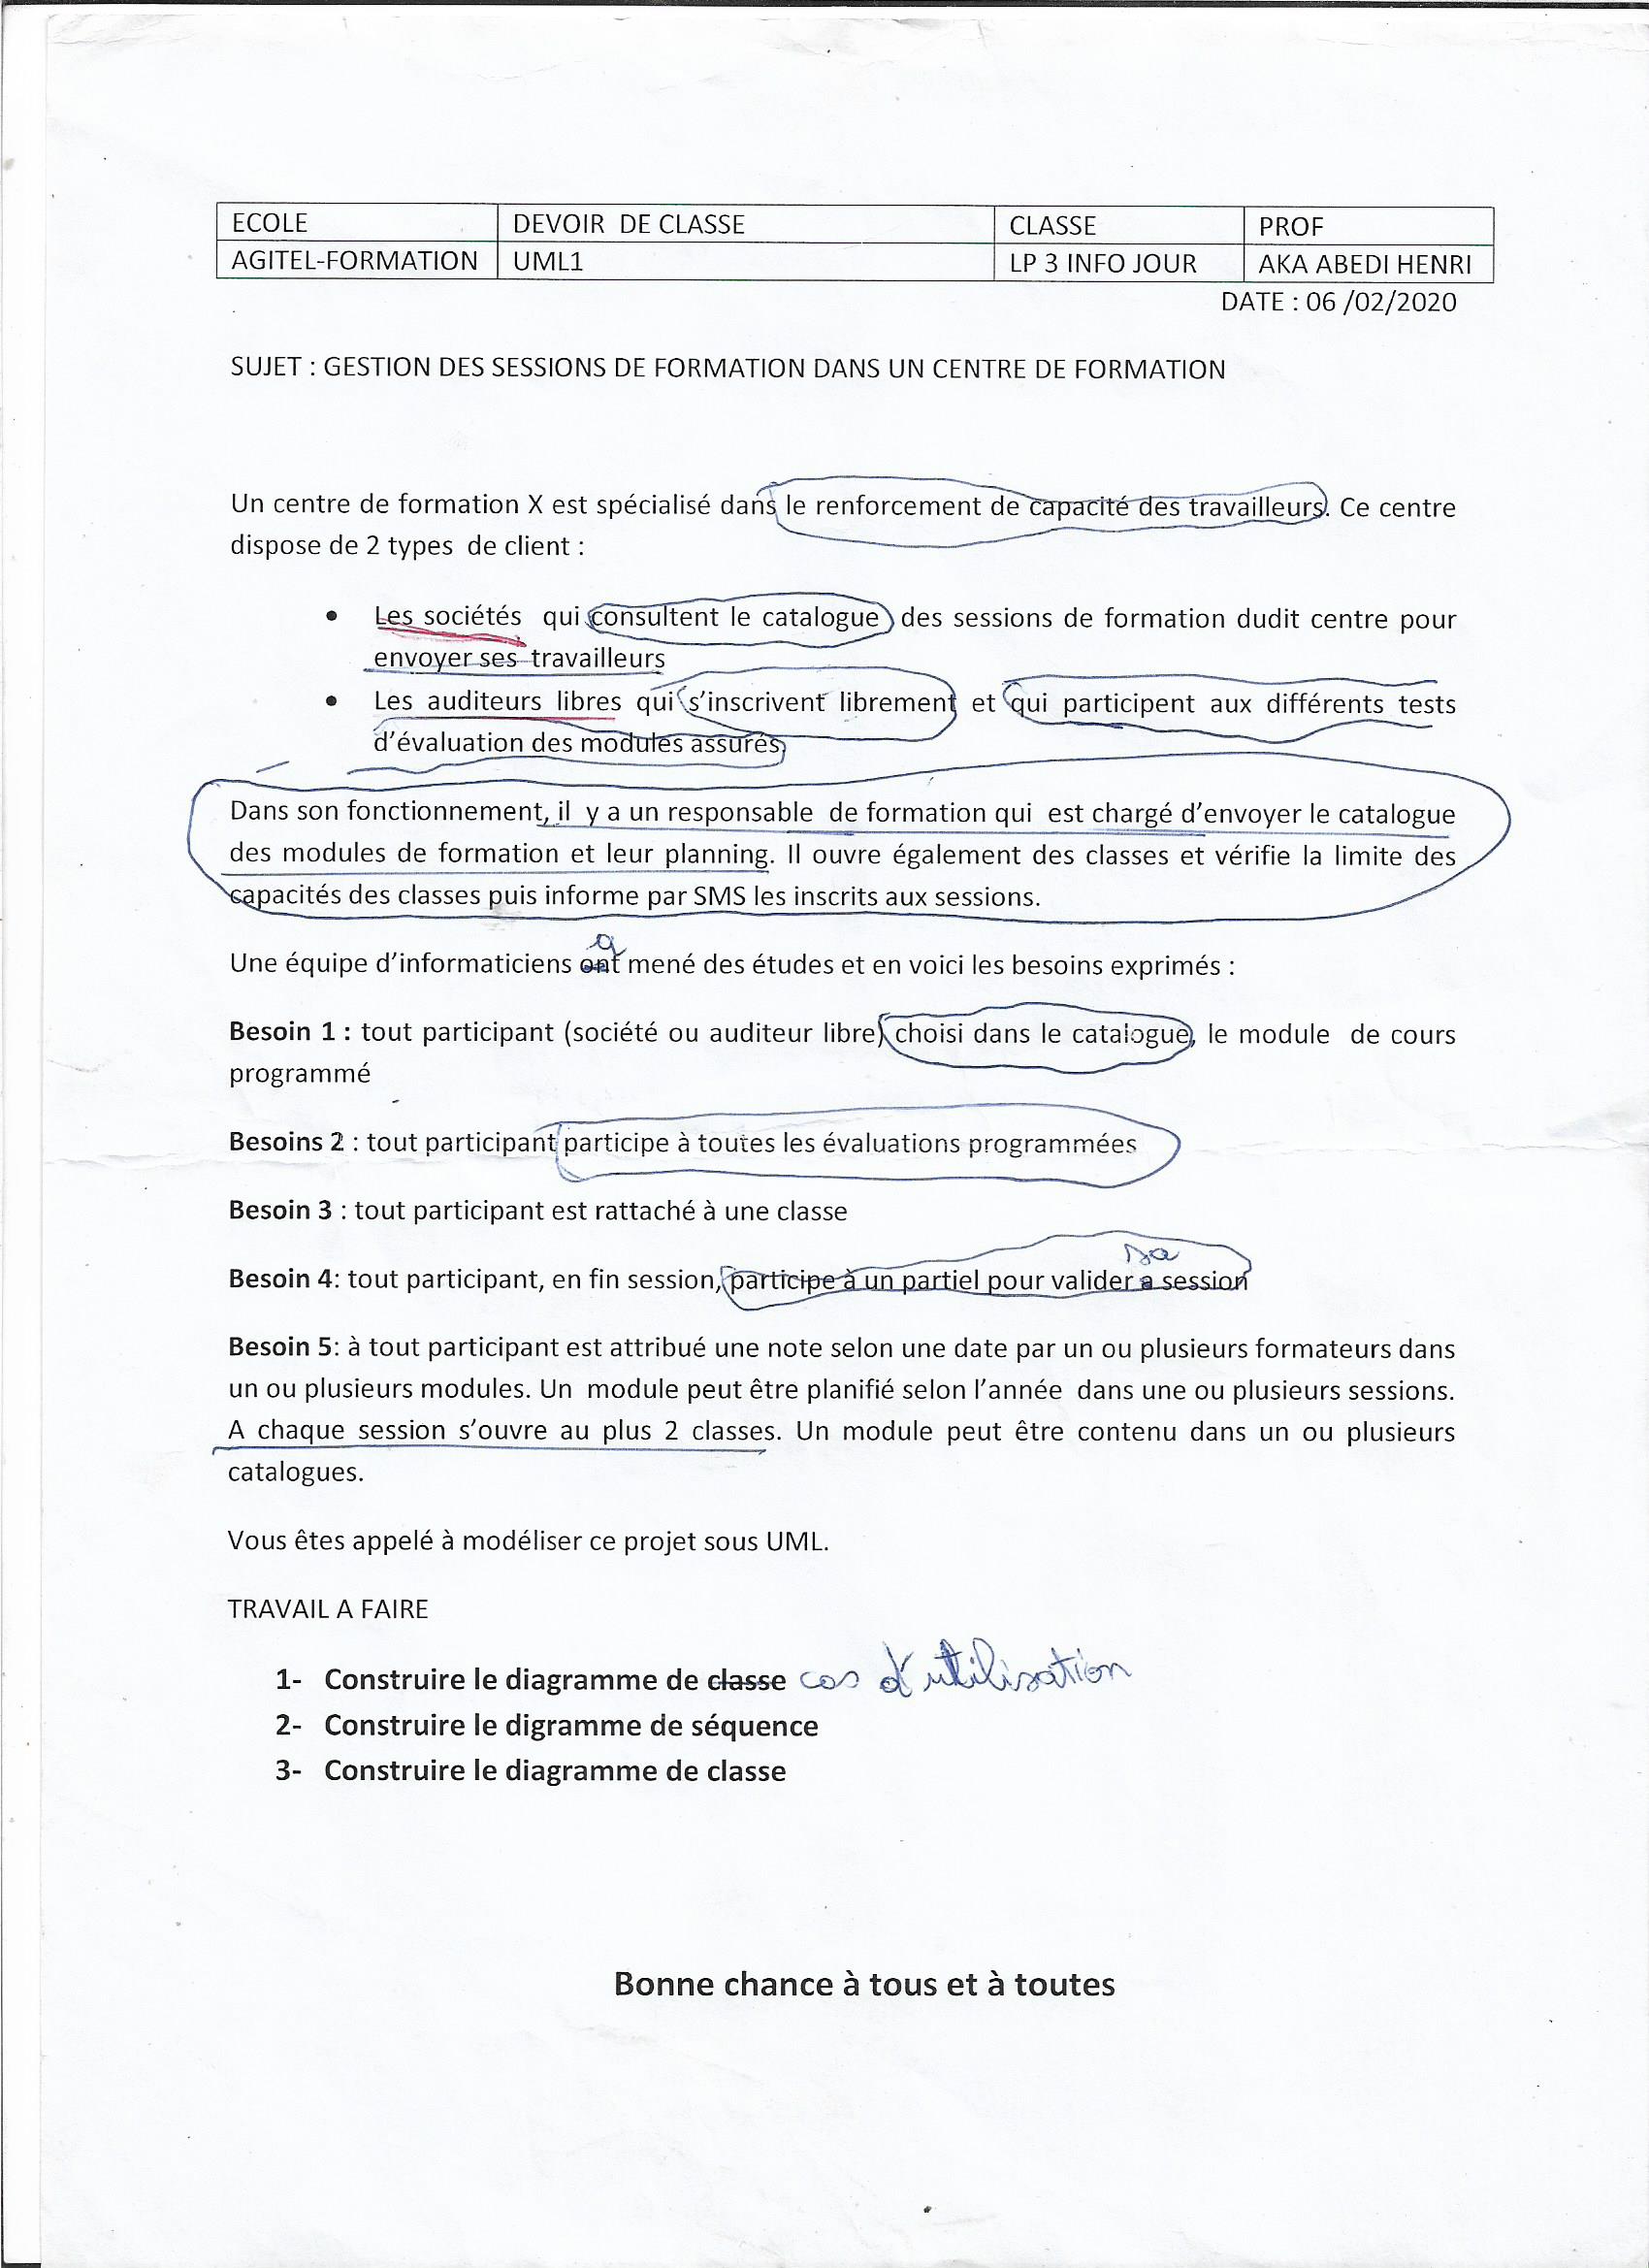 ECOLE DEVOIR DE CLASSE CLASSE PROF
AGITEL-FORMATION UML1 LP 3 INFO JOUR AKA ABEDI HENRI
DATE : 06 /02/2020
SUJET : GESTION DES SESSIONS DE FORMATION DANS UN CENTRE DE FORMATION
Un centre de formation X est spécialisé dans le renforcement de capacité des travailleurs. Ce centre
dispose de 2 types de client :
• Les sociétés qui consultent le catalogue des sessions de formation dudit centre pour
envoyer ses travailleurs
• Les auditeurs libres qui s’inscrivent librement et qui participent aux différents tests
d’évaluation des modules assurés
Dans son fonctionnement, il y a un responsable de formation qui est chargé d’envoyer le catalogue
des modules de formation et leur planning. Il ouvre également des classes et vérifie la limite des
capacités des classes puis informe par SMS les inscrits aux sessions.
a
Une équipe d’informaticiens ont mené des études et en voici les besoins exprimés :
Besoin 1 : tout participant (société ou auditeur libre) choisi dans le catalogue, le module de cours
programmé
Besoins 2 : tout participant participe à toutes les évaluations programmées
Besoin 3 : tout participant est rattaché à une classe
sa
Besoin 4: tout participant, en fin session, participe à un partiel pour valider a session
Besoin 5: à tout participant est attribué une note selon une date par un ou plusieurs formateurs dans
un ou plusieurs modules. Un module peut être planifié selon l’année dans une ou plusieurs sessions.
A chaque session s’ouvre au plus 2 classes. Un module peut être contenu dans un ou plusieurs
catalogues.
Vous êtes appelé à modéliser ce projet sous UML.
TRAVAIL A FAIRE
1- Construire le diagramme de classe cas d'utilisation
2- Construire le digramme de séquence
3- Construire le diagramme de classe
Bonne chance à tous et à toutes